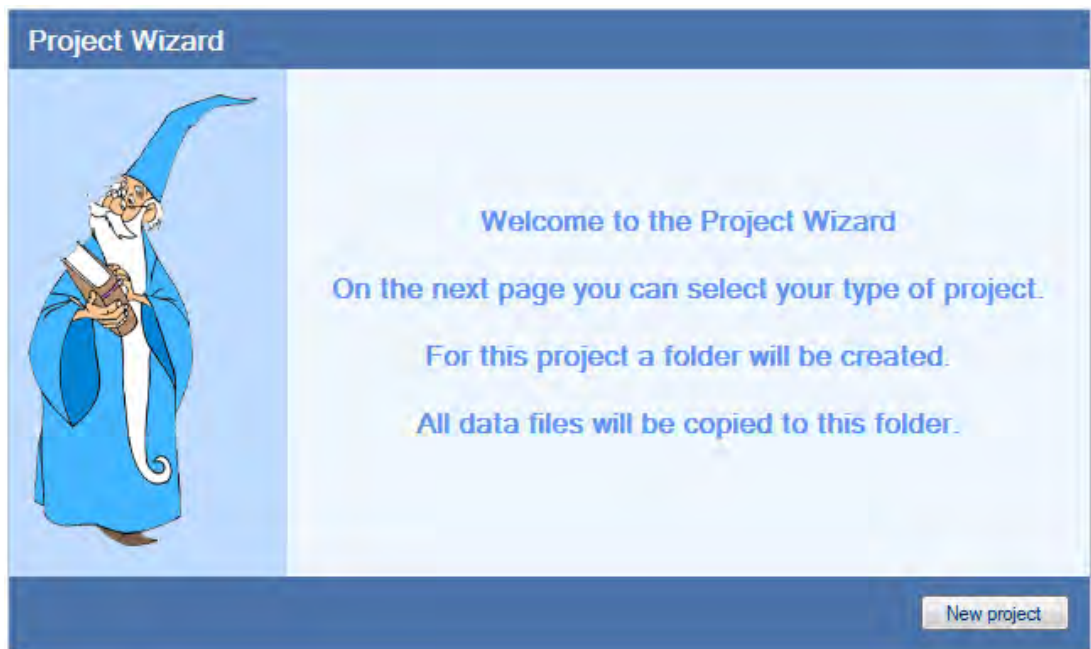 Project Wizard
Welcome to the Project Wizard
On the next page you can select your type of project.
For this project a folder will be created.
All data files will be copied to this folder.
New project